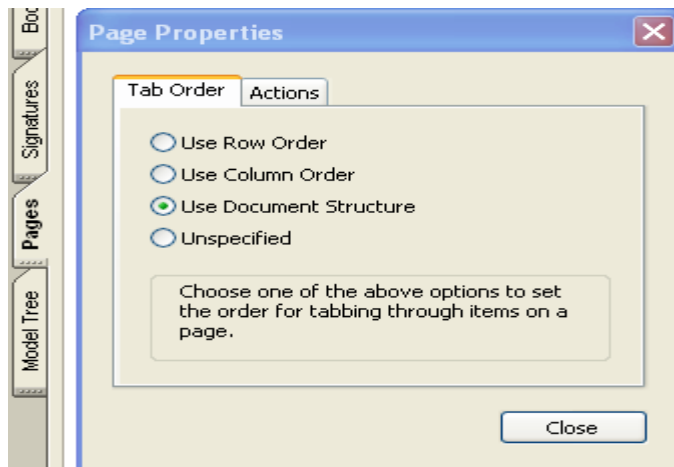 Boo
Signatures
Pages
Model Tree
Page Properties
Tab Order
Actions
Use Row Order
Use Column Order
Use Document Structure
Unspecified
Choose one of the above options to set
the order for tabbing through items on a
page.
Close